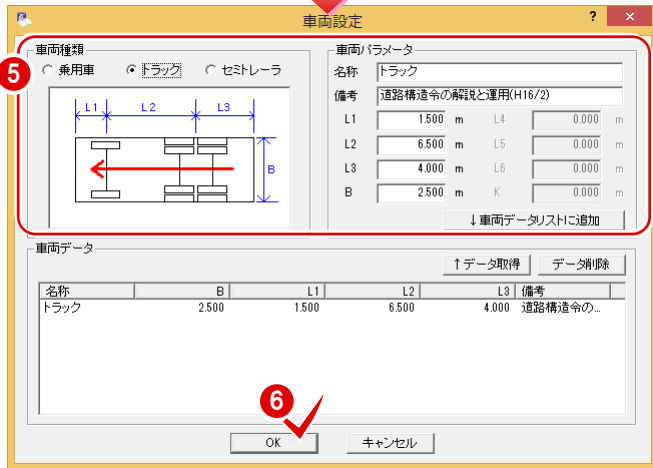 車両設定
? ×
5
車両種類
乗用車 トラック セミトレーラ
L1 L2 L3
B
車両パラメータ
名称 トラック
備考 道路構造令の解説と運用(H16/2)
L1 1.500 m L4 0.000 m
L2 6.500 m L5 0.000 m
L3 4.000 m L6 0.000 m
B 2.500 m K 0.000 m
↓車両データリストに追加
車両データ
↑データ取得 データ削除
名称 B L1 L2 L3 備考
トラック 2.500 1.500 6.500 4.000 道路構造令の...
6
OK キャンセル